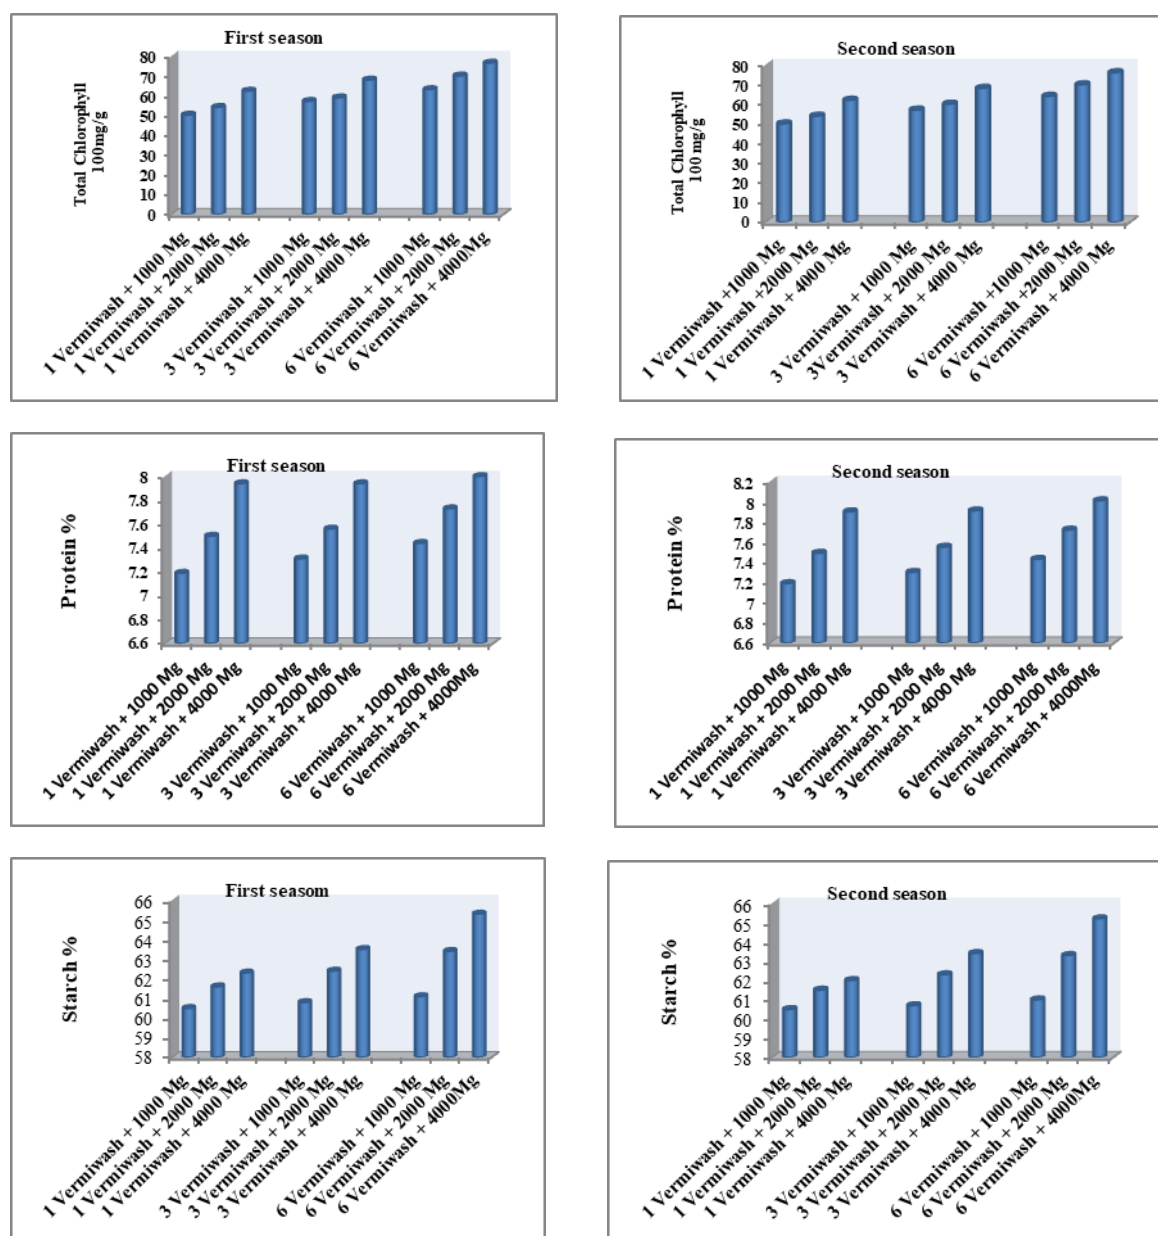 First season
Total Chlorophyll
100mg/g
80
70
60
50
40
30
20
10
0
1 Vermiwash + 1000 Mg
1 Vermiwash + 2000 Mg
1 Vermiwash + 4000 Mg
3 Vermiwash + 1000 Mg
3 Vermiwash + 2000 Mg
3 Vermiwash + 4000 Mg
6 Vermiwash + 1000 Mg
6 Vermiwash + 2000 Mg
6 Vermiwash + 4000Mg
Second season
Total Chlorophyll
100 mg/g
80
70
60
50
40
30
20
10
0
1 Vermiwash +1000 Mg
1 Vermiwash +2000 Mg
1 Vermiwash + 4000 Mg
3 Vermiwash + 1000 Mg
3Vermiwash + 2000 Mg
3 Vermiwash + 4000 Mg
6 Vermiwash +1000 Mg
6 Vermiwash +2000 Mg
6 Vermiwash + 4000 Mg
First season
Protein %
8
7.8
7.6
7.4
7.2
7
6.8
6.6
1 Vermiwash + 1000 Mg
1 Vermiwash + 2000 Mg
1 Vermiwash + 4000 Mg
3 Vermiwash + 1000 Mg
3 Vermiwash + 2000 Mg
3 Vermiwash + 4000 Mg
6 Vermiwash + 1000 Mg
6 Vermiwash + 2000 Mg
6 Vermiwash + 4000Mg
Second season
Protein %
8.2
8
7.8
7.6
7.4
7.2
7
6.8
6.6
1 Vermiwash + 1000 Mg
1 Vermiwash + 2000 Mg
1 Vermiwash + 4000 Mg
3 Vermiwash + 1000 Mg
3 Vermiwash + 2000 Mg
3 Vermiwash + 4000 Mg
6 Vermiwash + 1000 Mg
6 Vermiwash + 2000 Mg
6 Vermiwash + 4000Mg
First seasom
Starch %
66
65
64
63
62
61
60
59
58
1 Vermiwash + 1000 Mg
1 Vermiwash + 2000 Mg
1 Vermiwash + 4000 Mg
3 Vermiwash + 1000 Mg
3 Vermiwash + 2000 Mg
3 Vermiwash + 4000 Mg
6 Vermiwash + 1000 Mg
6 Vermiwash + 2000 Mg
6 Vermiwash + 4000Mg
Second season
Starch %
66
65
64
63
62
61
60
59
58
1 Vermiwash + 1000 Mg
1 Vermiwash + 2000 Mg
1 Vermiwash + 4000 Mg
3 Vermiwash + 1000 Mg
3 Vermiwash + 2000 Mg
3 Vermiwash + 4000 Mg
6 Vermiwash + 1000 Mg
6 Vermiwash + 2000 Mg
6 Vermiwash + 4000Mg